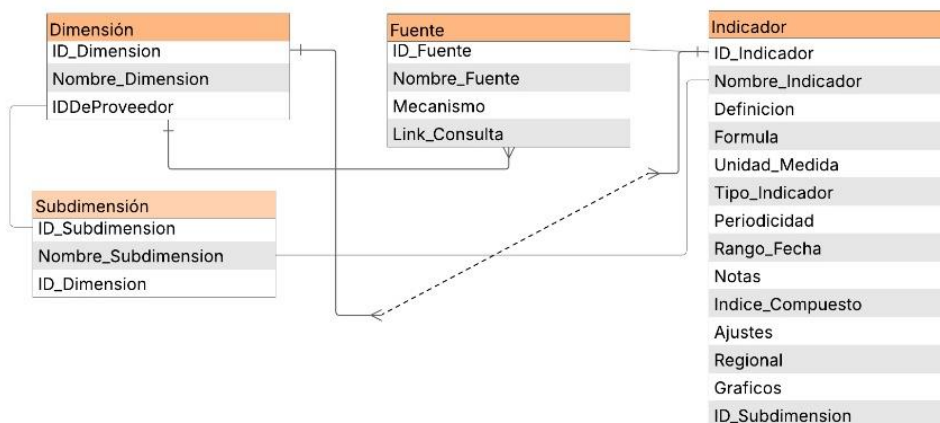 Dimensión
ID_Dimension
Nombre_Dimension
IDDeProveedor
Subdimensión
ID_Subdimension
Nombre_Subdimension
ID_Dimension
Fuente
ID_Fuente
Nombre_Fuente
Mecanismo
Link_Consulta
Indicador
ID_Indicador
Nombre_Indicador
Definicion
Formula
Unidad_Medida
Tipo_Indicador
Periodicidad
Rango_Fecha
Notas
Indice_Compuesto
Ajustes
Regional
Graficos
ID_Subdimension